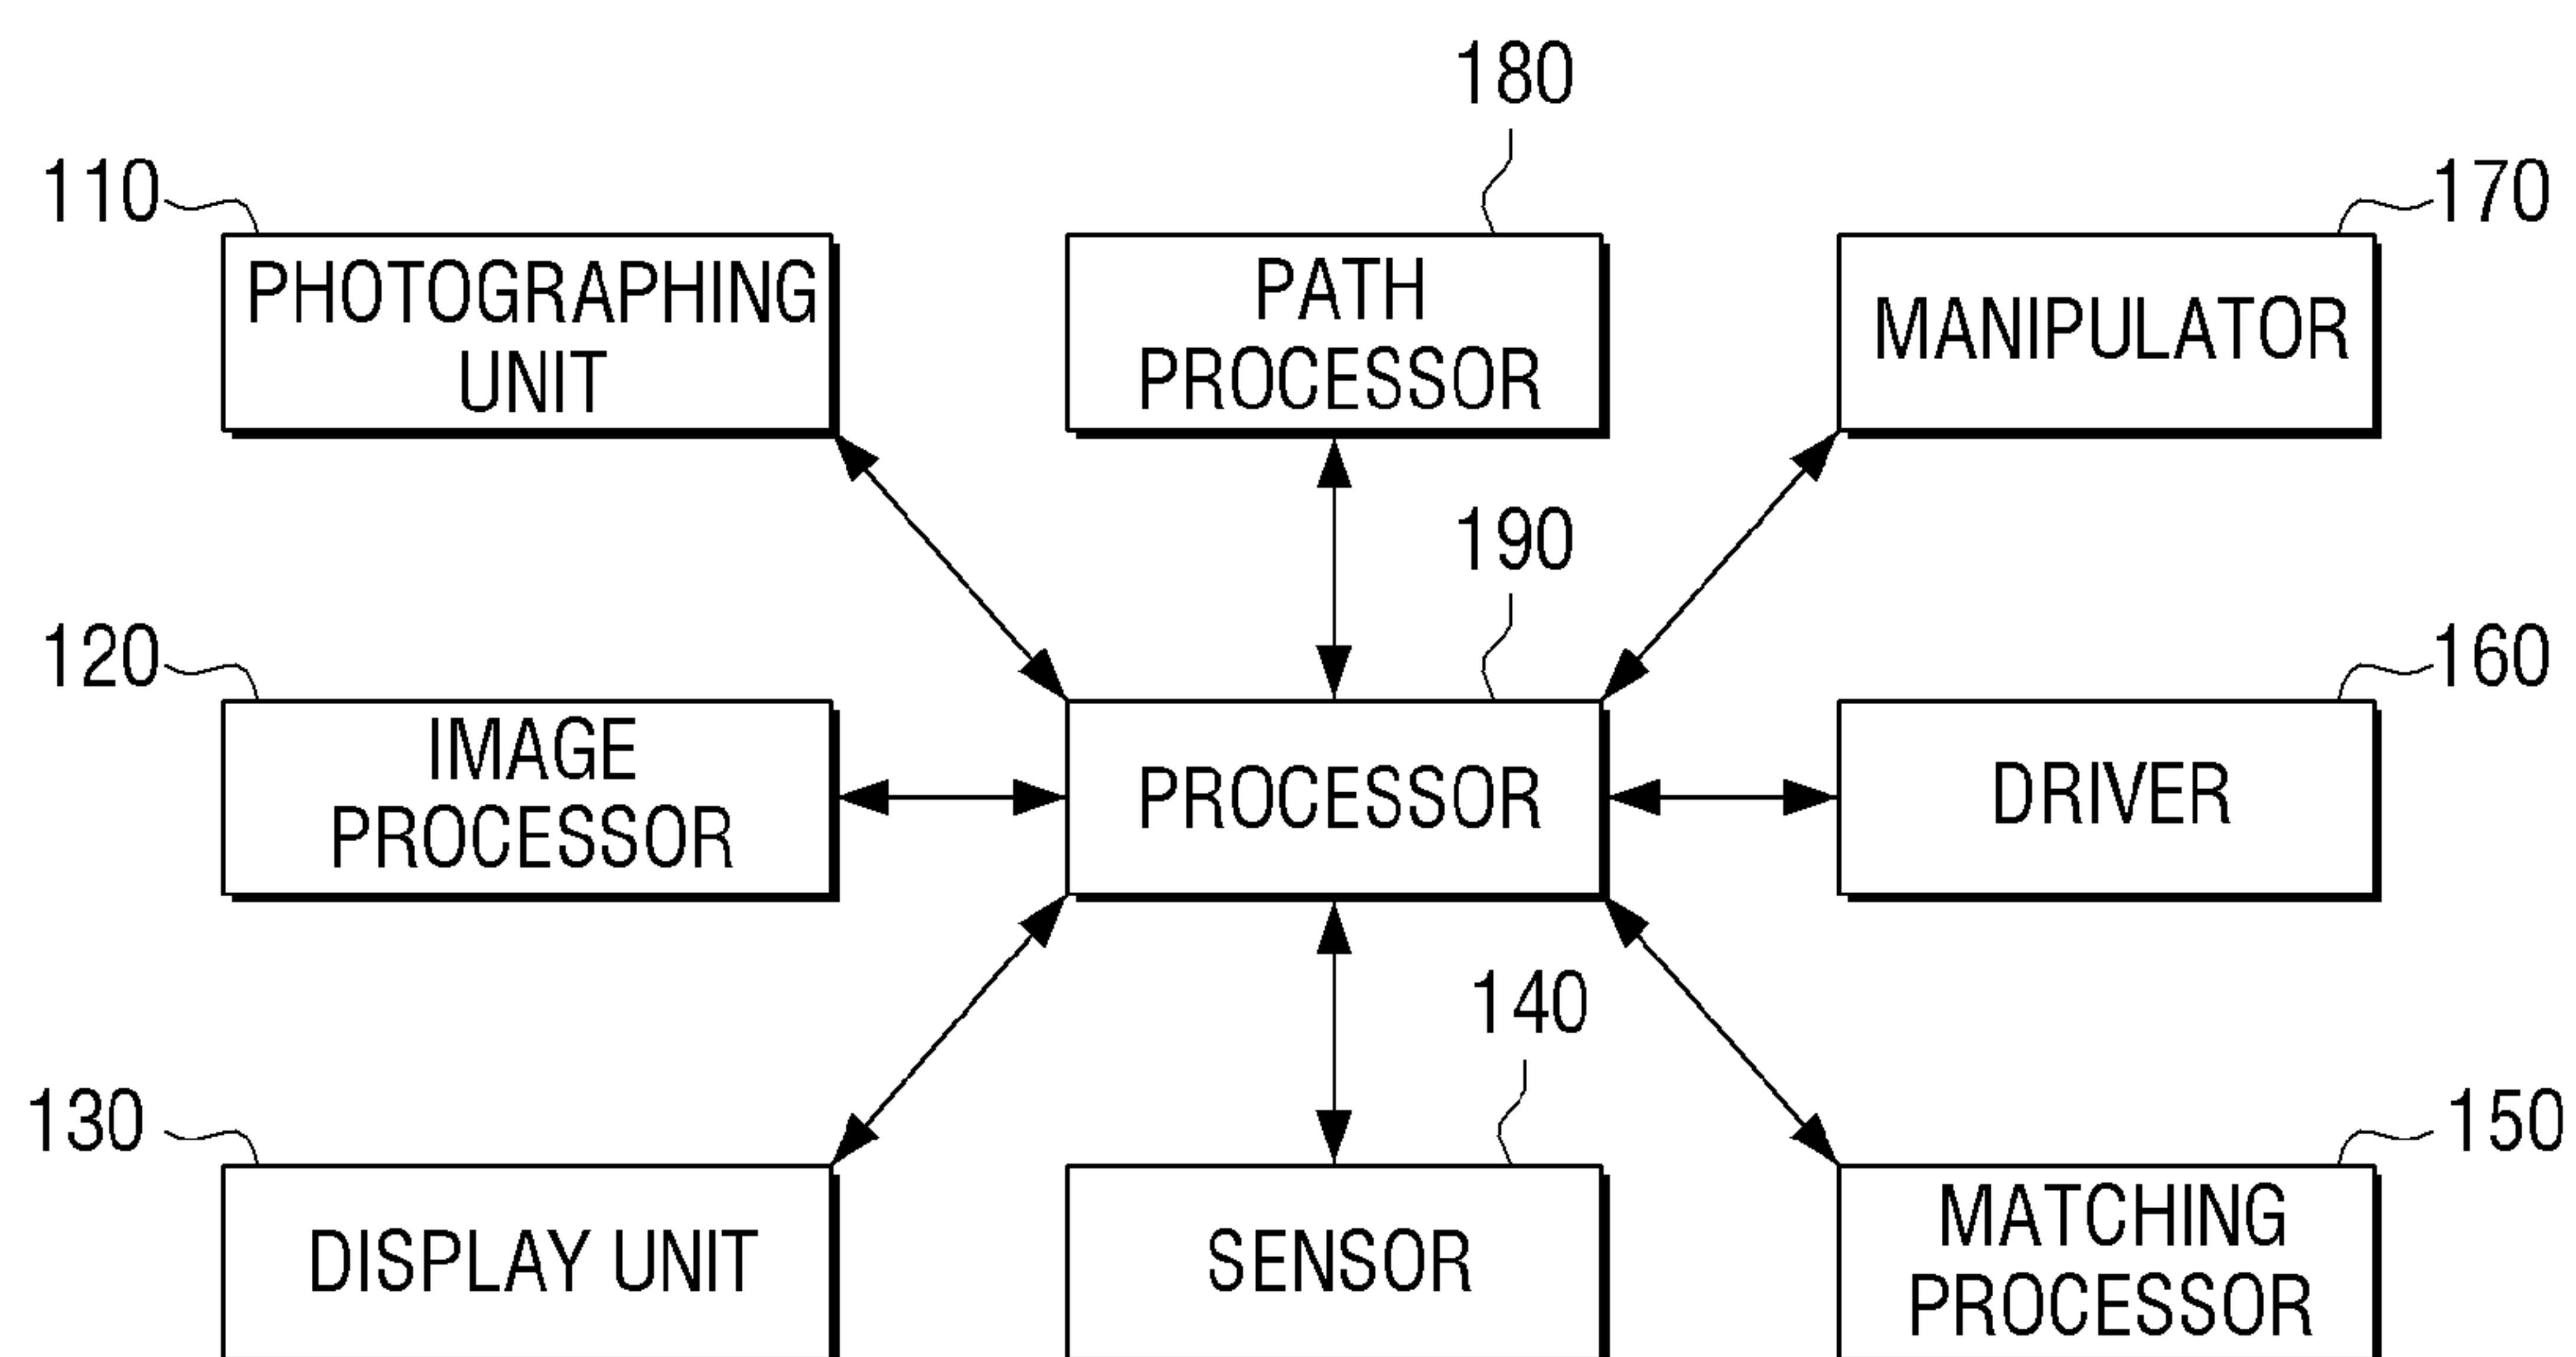 180
110
170
PHOTOGRAPHING
UNIT
PATH
PROCESSOR
MANIPULATOR
190
120
160
IMAGE
PROCESSOR
PROCESSOR
DRIVER
140
130
150
DISPLAY UNIT
SENSOR
MATCHING
PROCESSOR